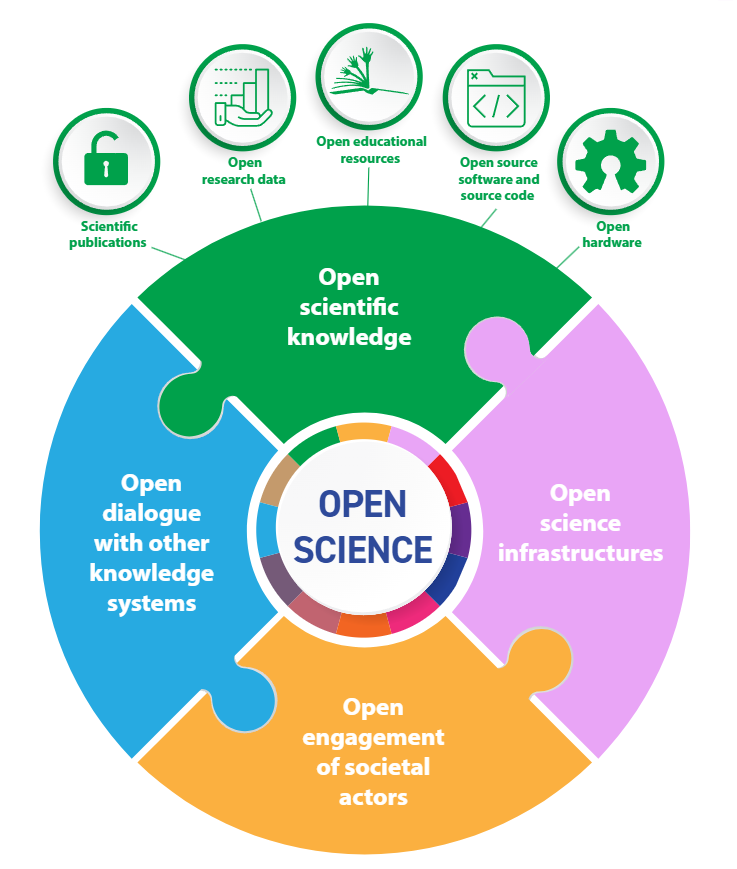 Open educational
resources
Open
research data
Open source
software and
source code
Scientific
publications
Open
hardware
Open
scientific
knowledge
Open
dialogue
with other
knowledge
systems
OPEN
SCIENCE
Open
science
infrastructures
Open
engagement
of societal
actors